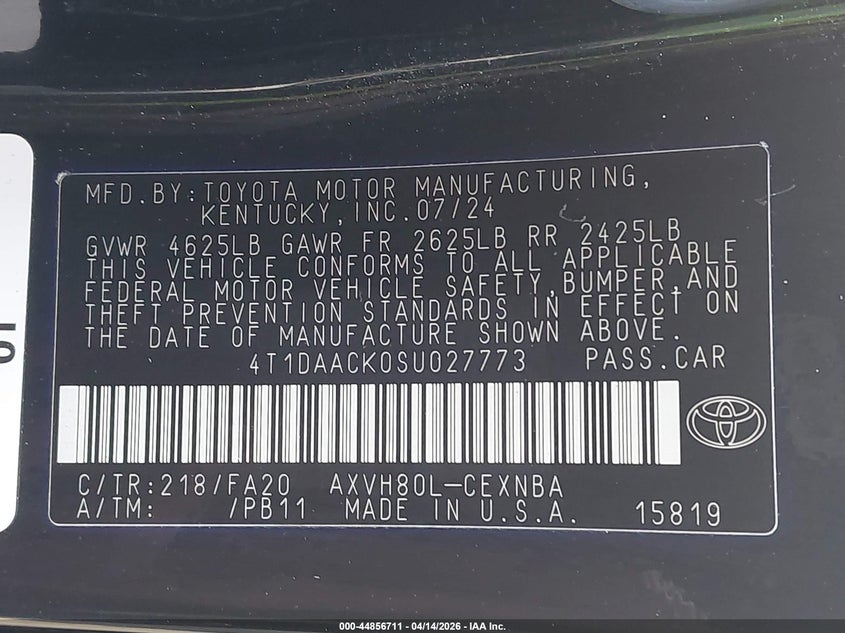 MFD.BY:TOYOTA MOTOR MANUFACTURING,
KENTUCKY,INC.07/24
GVWR 4625LB GAWR FR 2625LB RR 2425LB
THIS VEHICLE CONFORMS TO ALL APPLICABLE
FEDERAL MOTOR VEHICLE SAFETY,BUMPER,AND
THEFT PREVENTION STANDARDS IN EFFECT ON
THE DATE OF MANUFACTURE SHOWN ABOVE.
4T1DAACK0SU027773 PASS.CAR
C/TR:218/FA20 AXVH80L-CEXNBA
A/TM: /PB11 MADE IN U.S.A. 15819
000-44856711 - 04/14/2026 - IAA Inc.